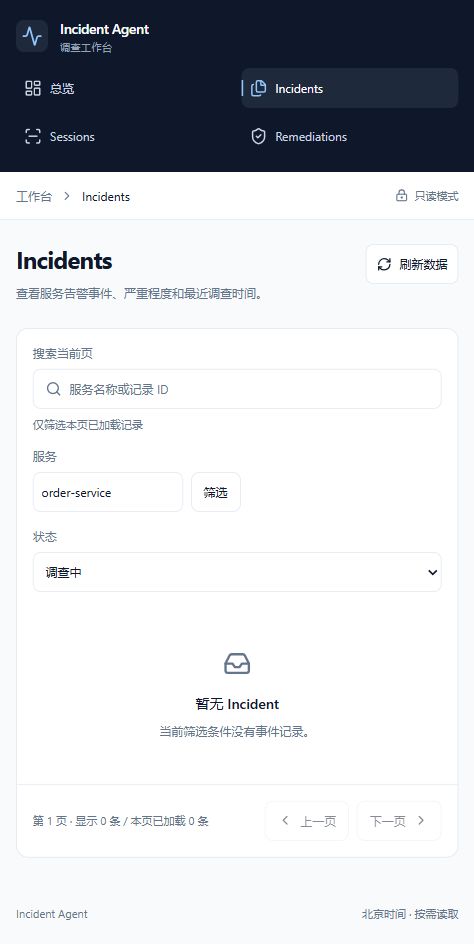 Incident Agent
调查工作台
总览
Incidents
Sessions
Remediations
工作台 > Incidents
只读模式
Incidents
刷新数据
查看服务告警事件、严重程度和最近调查时间。
搜索当前页
服务名称或记录 ID
仅筛选本页已加载记录
服务
order-service
筛选
状态
调查中
暂无 Incident
当前筛选条件没有事件记录。
第 1 页 · 显示 0 条 / 本页已加载 0 条
上一页
下一页
Incident Agent
北京时间 · 按需读取